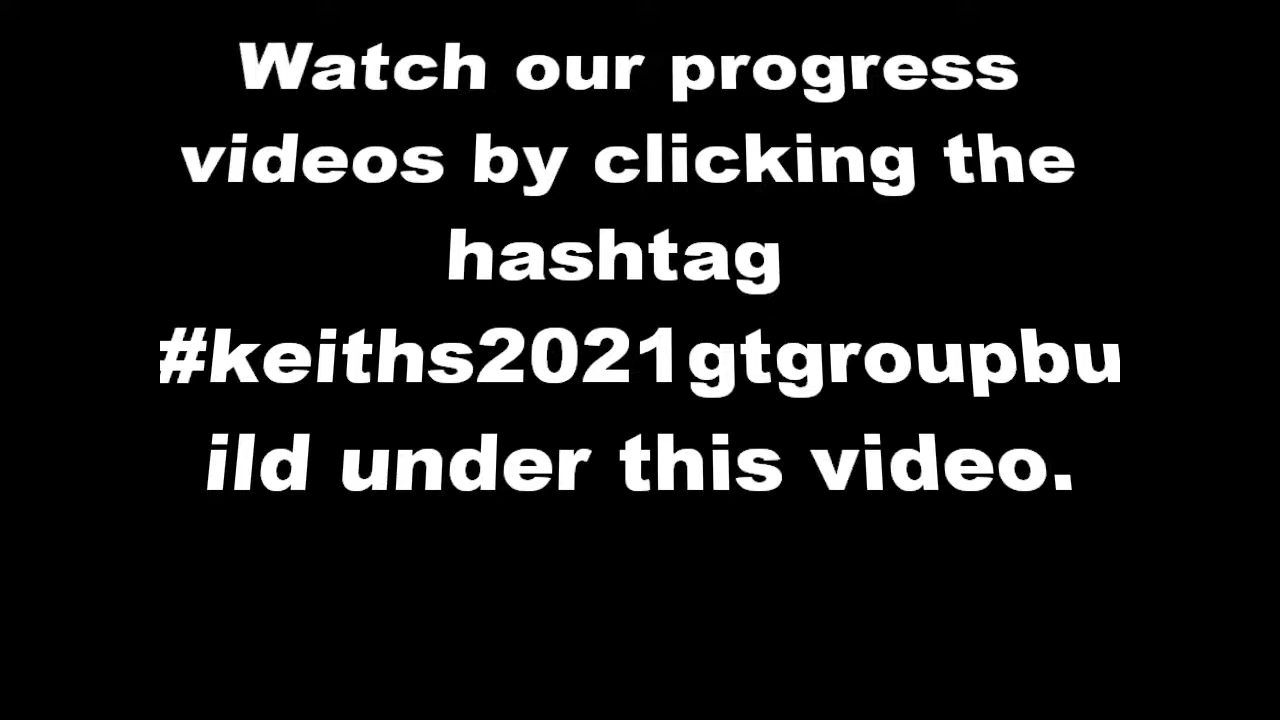 Watch our progress
videos by clicking the
hashtag
#keiths2021gtgroupbu
ild under this video.